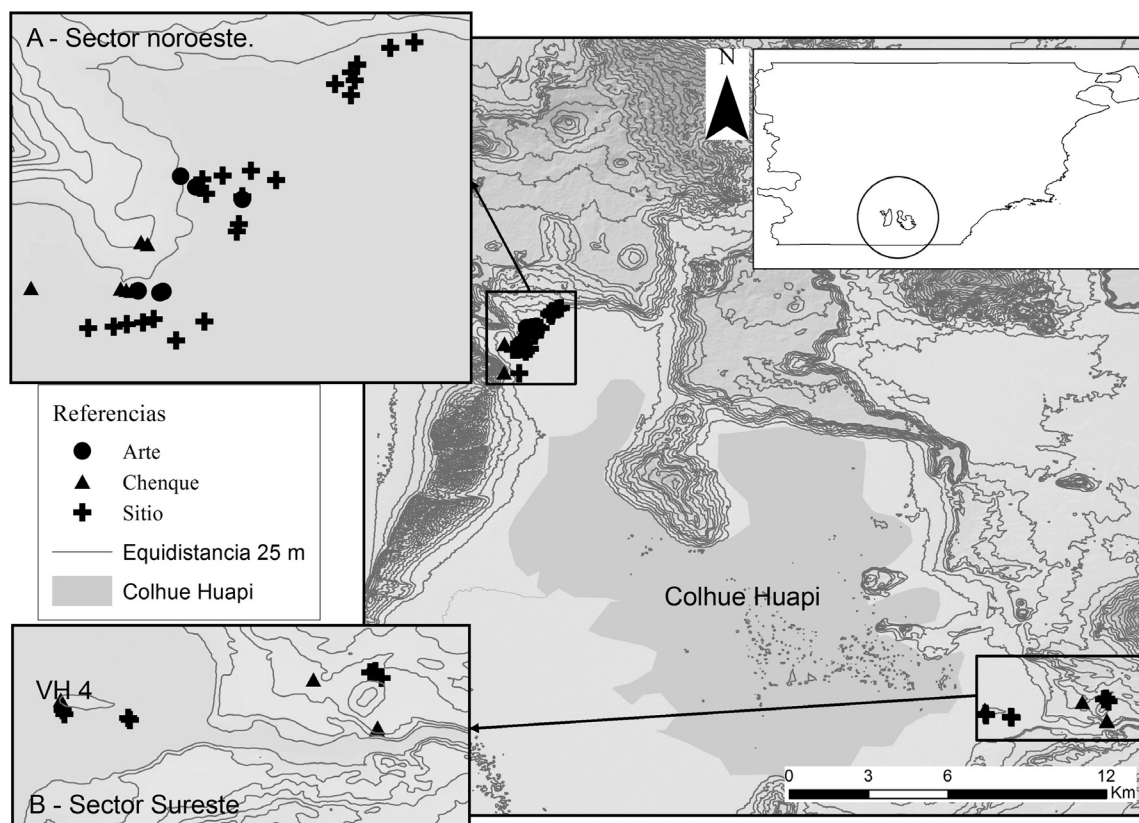 A - Sector noroeste.
N
Referencias
Arte
Chenque
Sitio
Equidistancia 25 m
Colhue Huapi
Colhue Huapi
VH 4
B - Sector Sureste
0 3 6 12
Km